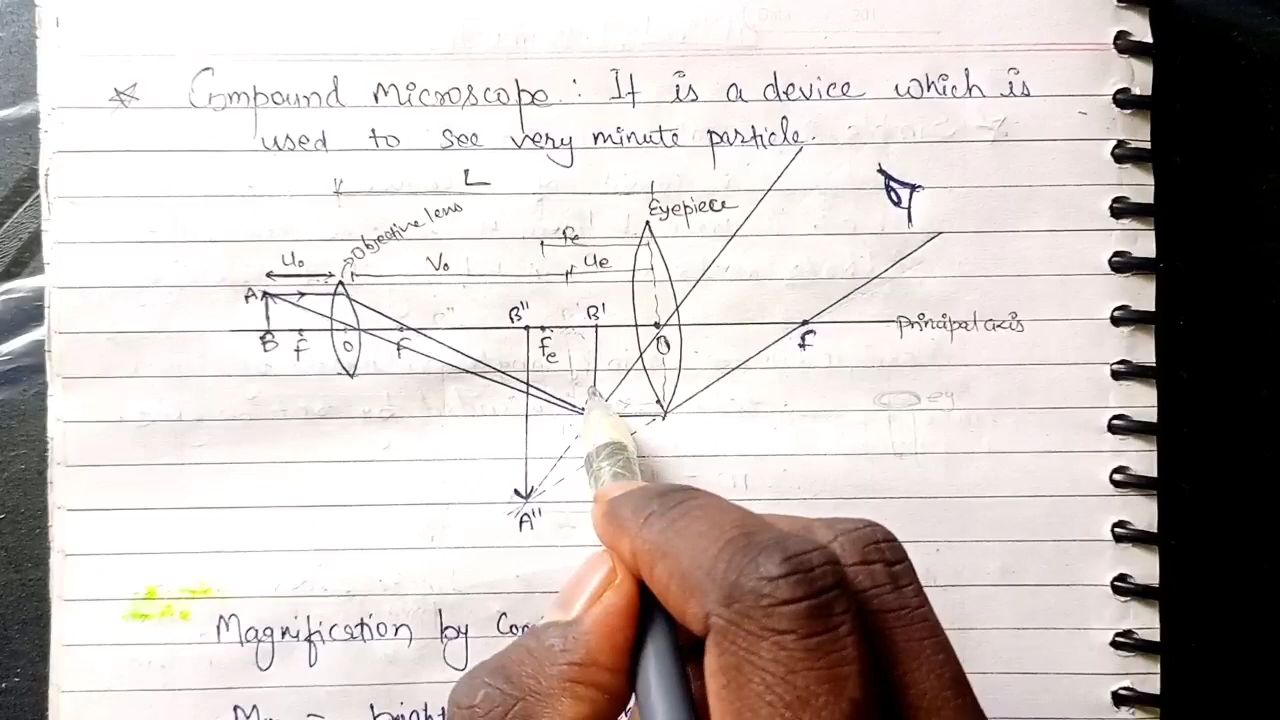 Compound Microscope : It is a device which is
used to see very minute particle.
L
Objective lens
Eyepiece
fe
uo
Vo
ue
A
B" B'
Principal axis
B f O f fe O f
A"
Magnification by